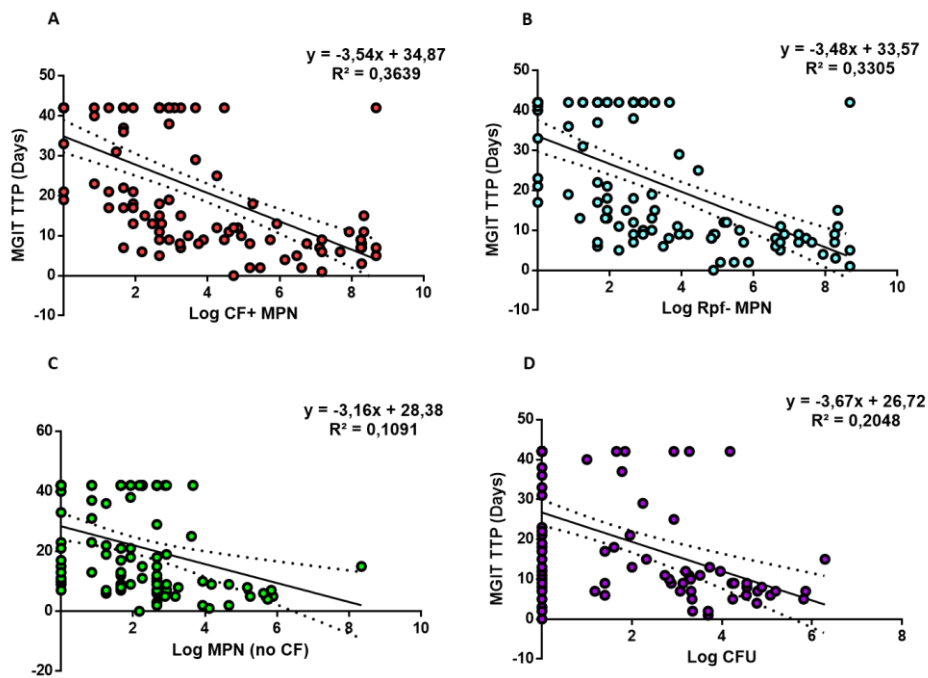 A
y = -3,54x + 34,87
R² = 0,3639
MGIT TTP (Days)
50
40
30
20
10
0
-10
2
4
6
8
10
Log CF+ MPN
B
y = -3,48x + 33,57
R² = 0,3305
MGIT TTP (Days)
50
40
30
20
10
0
-10
2
4
6
8
10
Log Rpf- MPN
C
y = -3,16x + 28,38
R² = 0,1091
MGIT TTP (Days)
60
40
20
0
-20
2
4
6
8
10
Log MPN (no CF)
D
y = -3,67x + 26,72
R² = 0,2048
MGIT TTP (Days)
50
40
30
20
10
0
-10
2
4
6
8
Log CFU